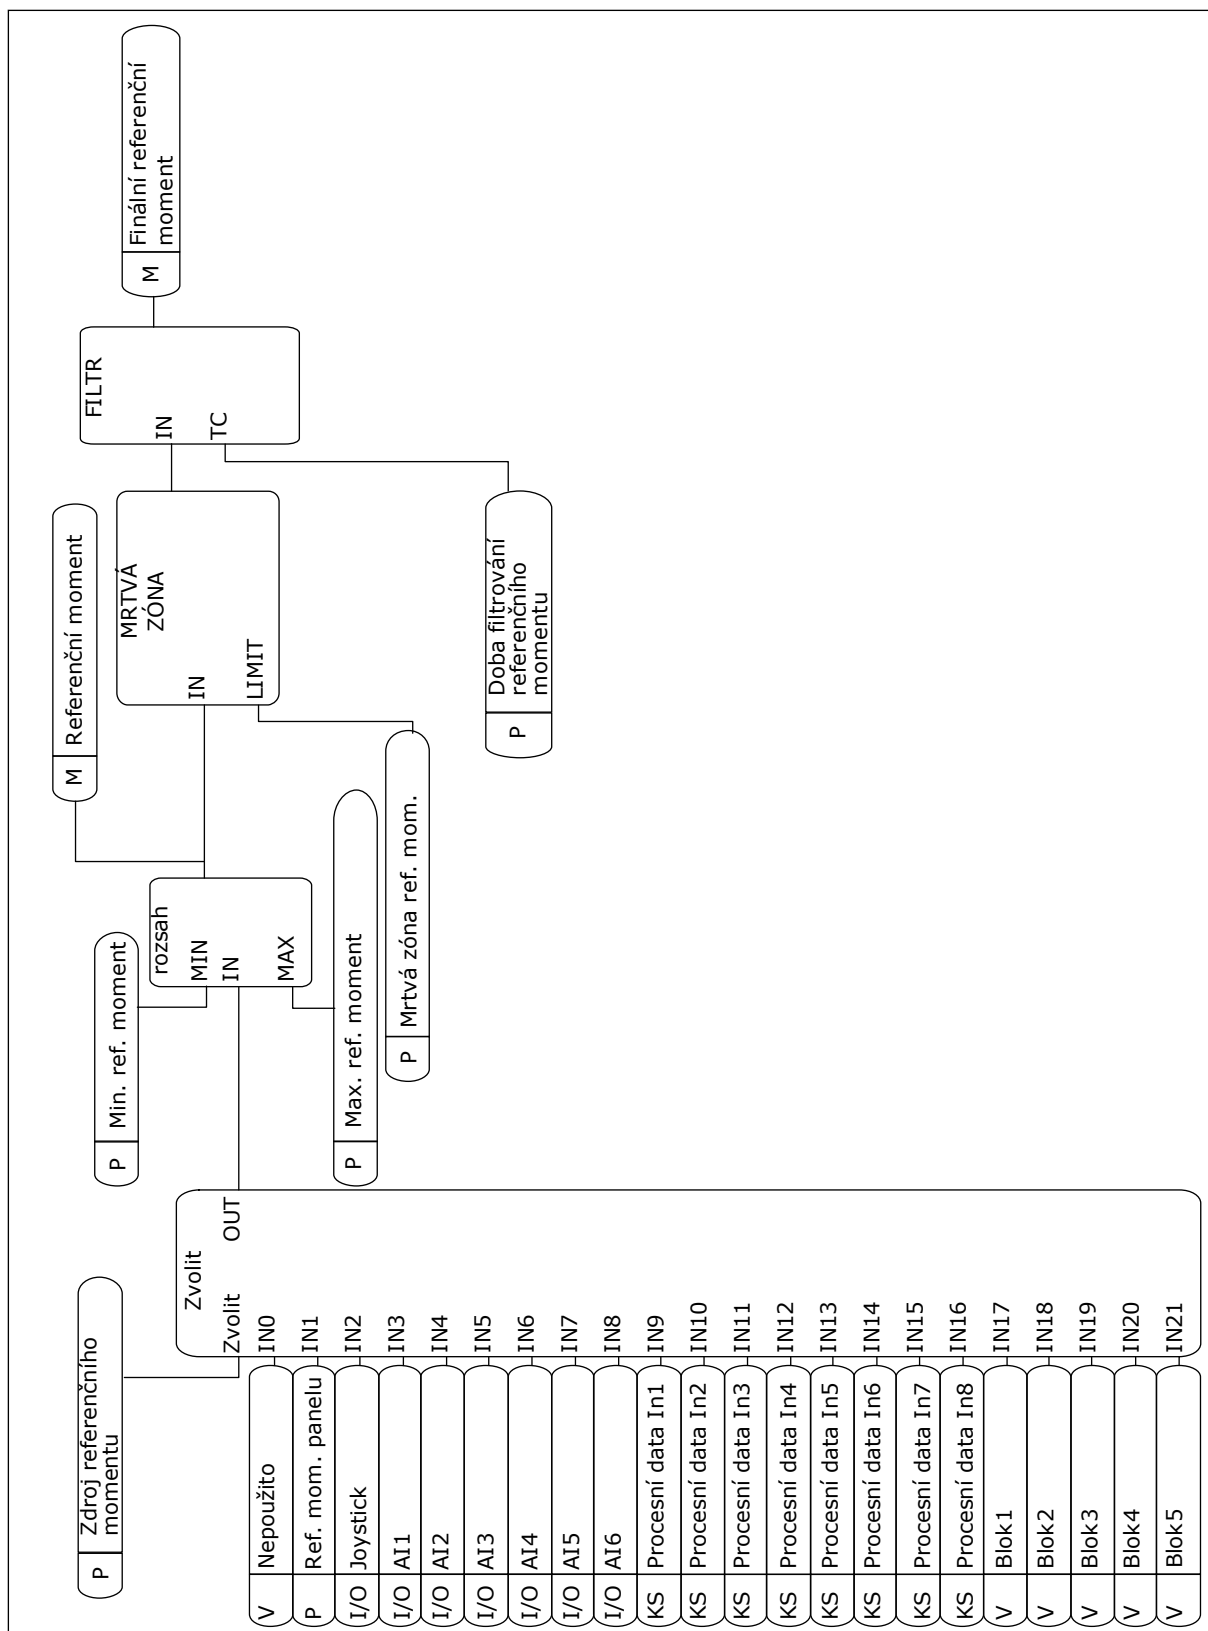 P Zdroj referenčního
momentu
Zvolit
Zvolit OUT
V Nepoužito IN0
P Ref. mom. panelu IN1
I/O Joystick IN2
I/O AI1 IN3
I/O AI2 IN4
I/O AI3 IN5
I/O AI4 IN6
I/O AI5 IN7
I/O AI6 IN8
KS Procesní data In1 IN9
KS Procesní data In2 IN10
KS Procesní data In3 IN11
KS Procesní data In4 IN12
KS Procesní data In5 IN13
KS Procesní data In6 IN14
KS Procesní data In7 IN15
KS Procesní data In8 IN16
V Blok1 IN17
V Blok2 IN18
V Blok3 IN19
V Blok4 IN20
V Blok5 IN21
P Min. ref. moment
rozsah
MIN
IN
MAX
P Max. ref. moment
P Mrtvá zóna ref. mom.
M Referenční moment
MRTVÁ
ZÓNA
IN
LIMIT
P Doba filtrování
referenčního
momentu
FILTR
IN
TC
M Finální referenční
moment